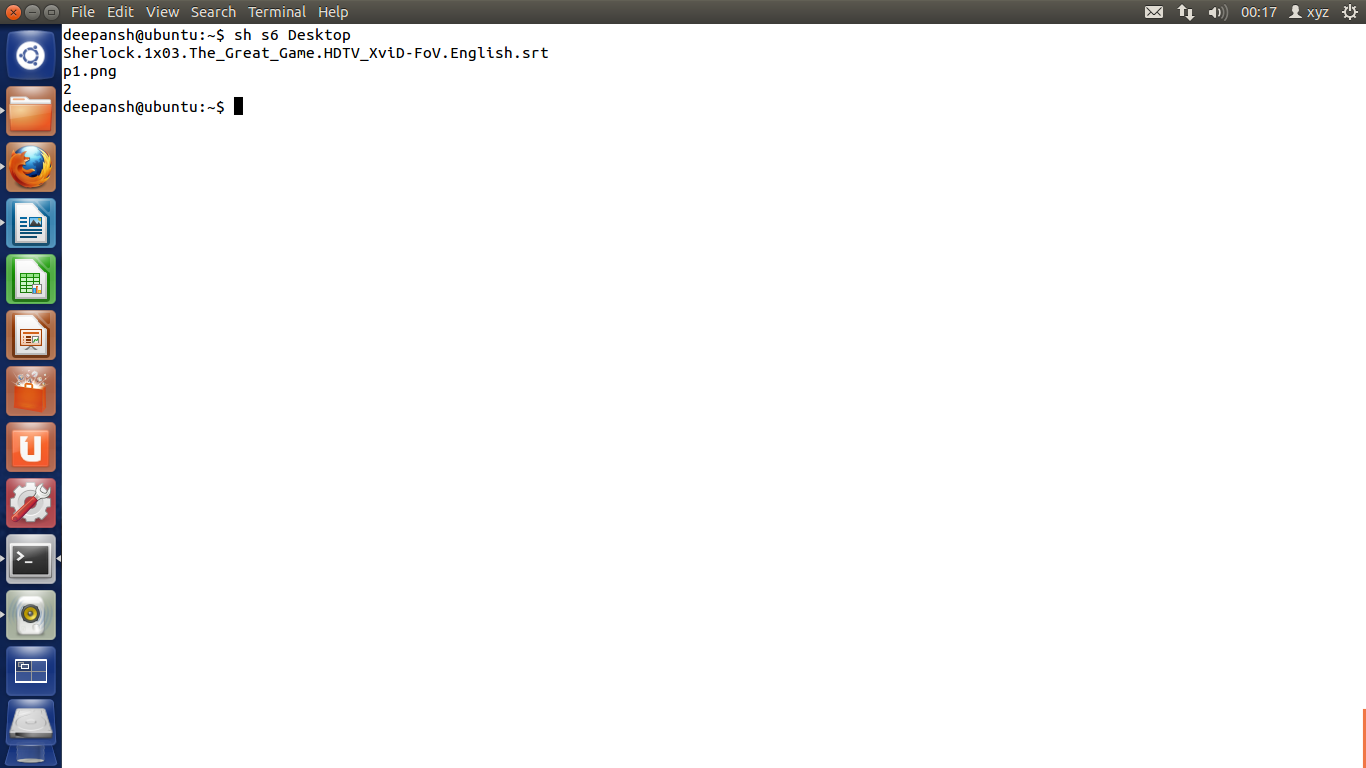 File Edit View Search Terminal Help 00:17 xyz
deepansh@ubuntu:~$ sh s6 Desktop
Sherlock.1x03.The_Great_Game.HDTV_XviD-FoV.English.srt
p1.png
2
deepansh@ubuntu:~$